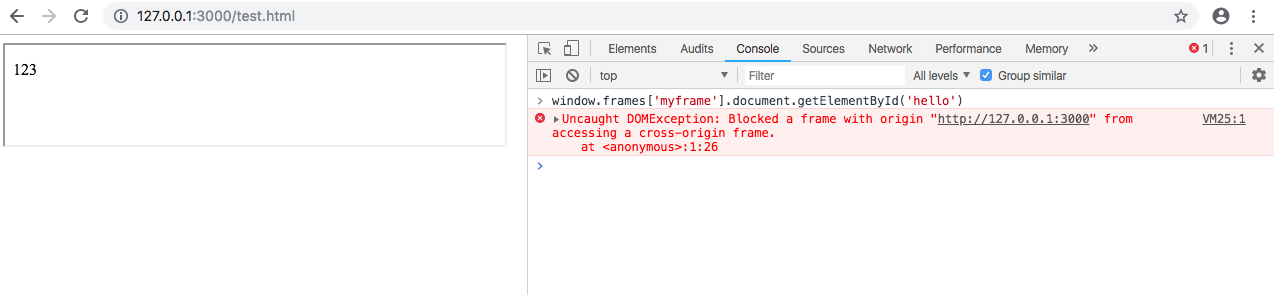 127.0.0.1:3000/test.html
123
Elements Audits Console Sources Network Performance Memory » 1
top Filter All levels Group similar
window.frames['myframe'].document.getElementById('hello')
Uncaught DOMException: Blocked a frame with origin "http://127.0.0.1:3000" from VM25:1
accessing a cross-origin frame.
at <anonymous>:1:26